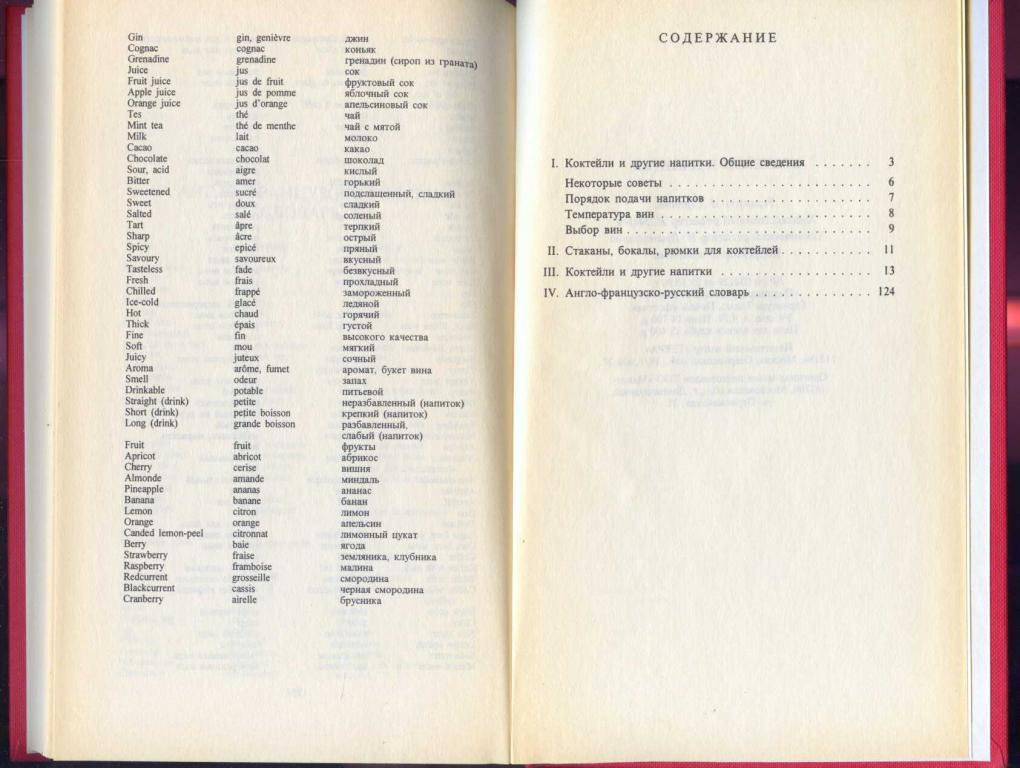 Gin gin, genièvre джин
Cognac cognac коньяк
Grenadine grenadine гренадин (сироп из граната)
Juice jus сок
Fruit juice jus de fruit фруктовый сок
Apple juice jus de pomme яблочный сок
Orange juice jus d'orange апельсиновый сок
Tes thé чай
Mint tea thé de menthe чай с мятой
Milk lait молоко
Cacao cacao какао
Chocolate chocolat шоколад
Sour, acid aigre кислый
Bitter amer горький
Sweetened sucré подслащенный, сладкий
Sweet doux сладкий
Salted salé соленый
Tart âpre терпкий
Sharp âcre острый
Spicy epicé пряный
Savoury savoureux вкусный
Tasteless fade безвкусный
Fresh frais прохладный
Chilled frappé замороженный
Ice-cold glacé ледяной
Hot chaud горячий
Thick épais густой
Fine fin высокого качества
Soft mou мягкий
Juicy juteux сочный
Aroma arôme, fumet аромат, букет вина
Smell odeur запах
Drinkable potable питьевой
Straight (drink) petite неразбавленный (напиток)
Short (drink) petite boisson крепкий (напиток)
Long (drink) grande boisson разбавленный,
слабый (напиток)
Fruit fruit фрукты
Apricot abricot абрикос
Cherry cerise вишня
Almonde amande миндаль
Pineapple ananas ананас
Banana banane банан
Lemon citron лимон
Orange orange апельсин
Canded lemon-peel citronnat лимонный цукат
Berry baie ягода
Strawberry fraise земляника, клубника
Raspberry framboise малина
Redcurrent grosseille смородина
Blackcurrent cassis черная смородина
Cranberry airelle брусника
СОДЕРЖАНИЕ
I. Коктейли и другие напитки. Общие сведения ....... 3
Некоторые советы ....................... 6
Порядок подачи напитков .................. 7
Температура вин ........................ 8
Выбор вин ............................ 9
II. Стаканы, бокалы, рюмки для коктейлей ........... 11
III. Коктейли и другие напитки ................. 13
IV. Англо-французско-русский словарь ............. 124